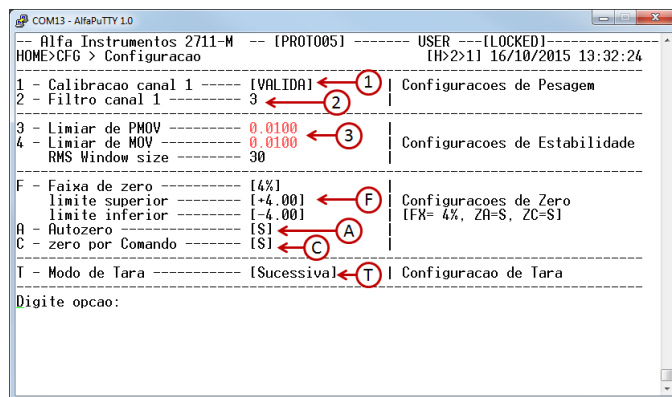 COM13 - AlfaPuTTY 1.0
-- Alfa Instrumentos 2711-M -- [PROTO05] ----- USER ---[LOCKED]----------
HOME>CFG > Configuracao [H>2>1] 16/10/2015 13:32:24
1 - Calibracao canal 1 ----- [VALIDA] 1 | Configuracoes de Pesagem
2 - Filtro canal 1 --------- 3 2 |
3 - Limiar de PMOV --------- 0.0100 3 |
4 - Limiar de MOV ---------- 0.0100 | Configuracoes de Estabilidade
RMS Window size -------- 30 |
F - Faixa de zero ---------- [4%] |
limite superior -------- [+4.00] F | Configuracoes de Zero
limite inferior -------- [-4.00] | [FX= 4%, ZA=S, ZC=S]
A - Autozero --------------- [S] A |
C - zero por Comando ------- [S] C |
T - Modo de Tara ----------- [Sucessiva] T | Configuracao de Tara
Digite opcao: